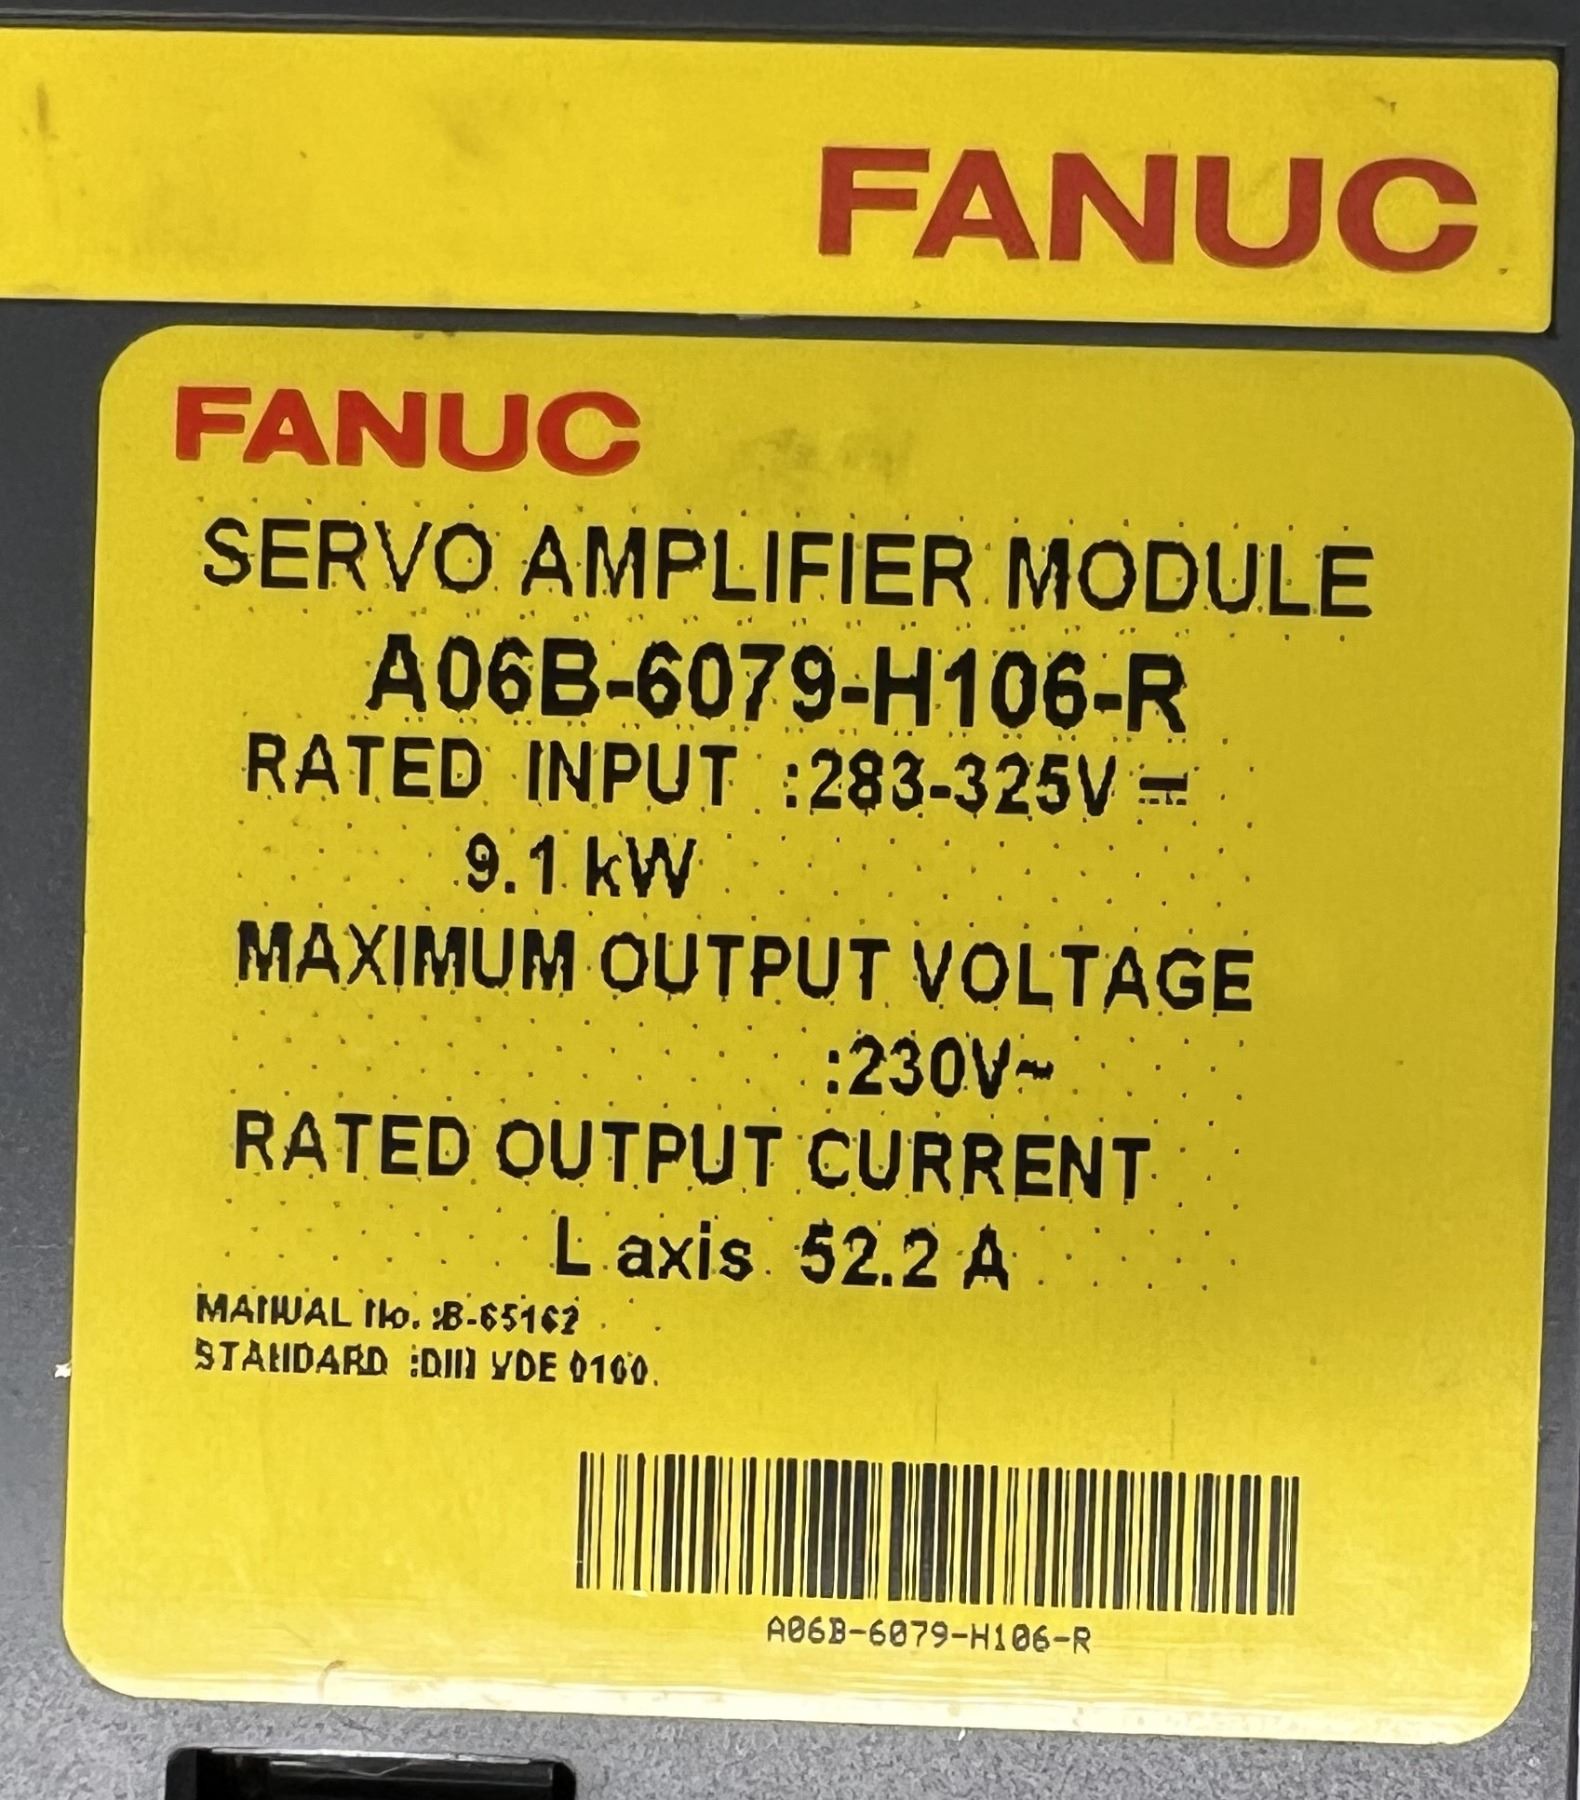 FANUC
FANUC
SERVO AMPLIFIER MODULE
A06B-6079-H106-R
RATED INPUT :283-325V ⎓
9.1 kW
MAXIMUM OUTPUT VOLTAGE
:230V~
RATED OUTPUT CURRENT
L axis 52.2 A
MANUAL No. :B-65162
STANDARD :DIN VDE 0160.
A06B-6079-H106-R